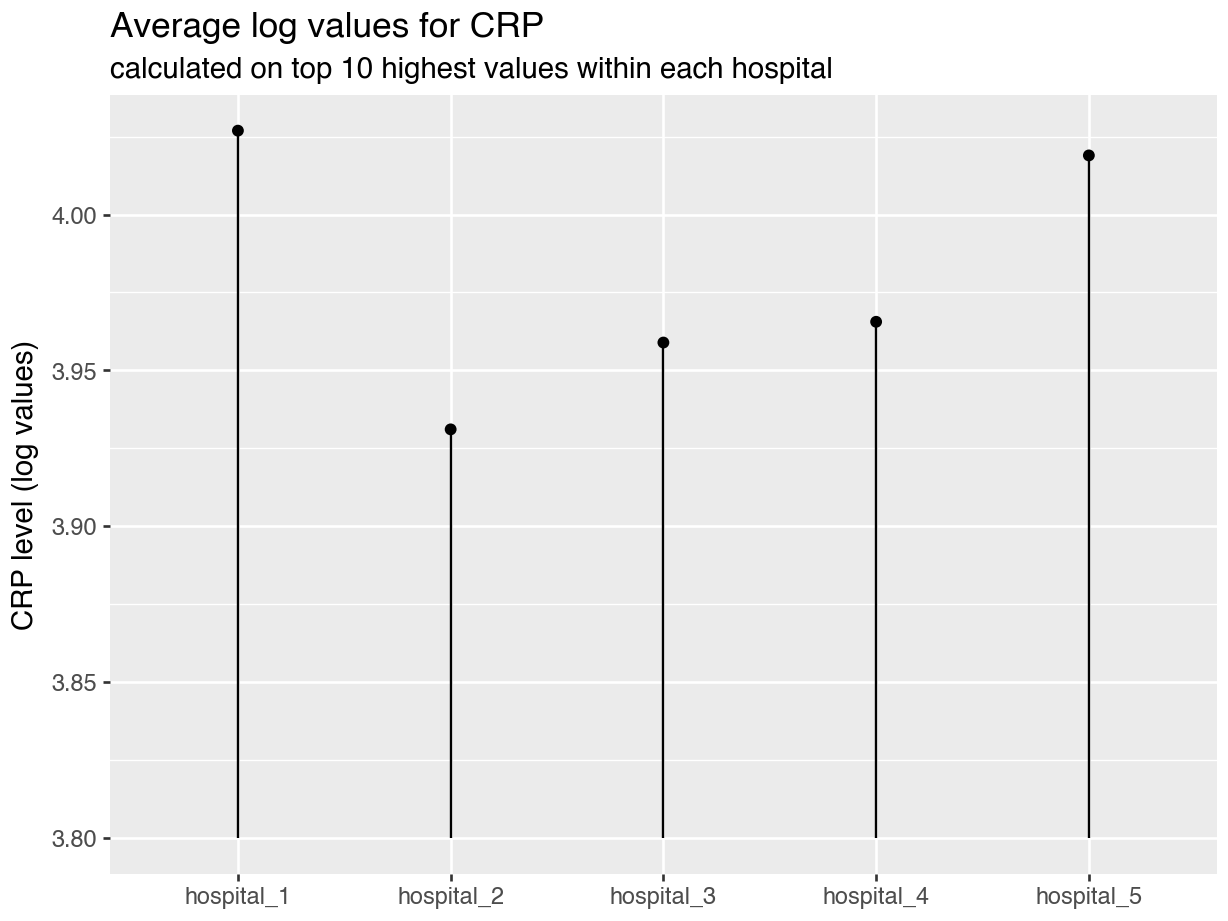 Average log values for CRP
calculated on top 10 highest values within each hospital
CRP level (log values)
4.00
3.95
3.90
3.85
3.80
hospital_1
hospital_2
hospital_3
hospital_4
hospital_5